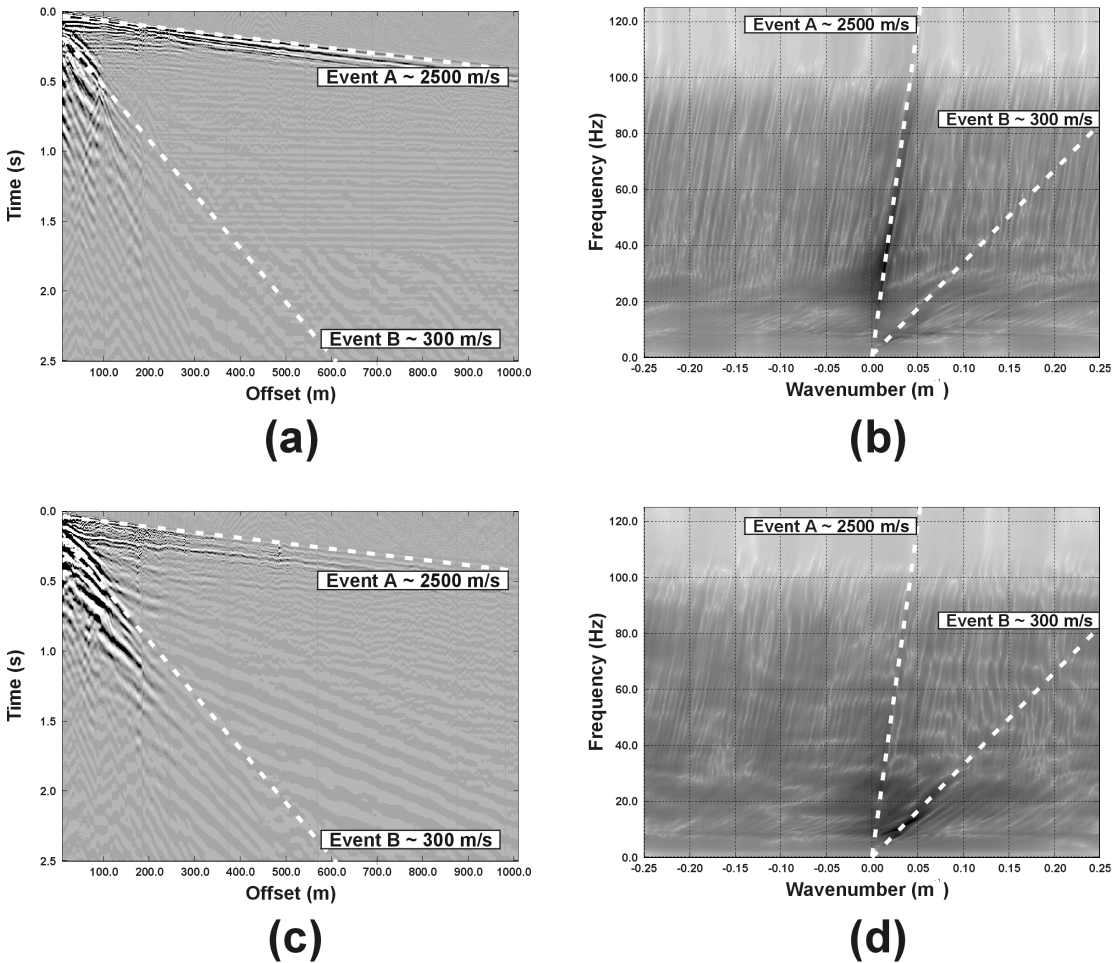 0.0
0.5
1.0
1.5
2.0
2.5
Time (s)
Event A ~ 2500 m/s
Event B ~ 300 m/s
100.0 200.0 300.0 400.0 500.0 600.0 700.0 800.0 900.0 1000.0
Offset (m)
(a)
120.0
100.0
80.0
60.0
40.0
20.0
0.0
Frequency (Hz)
Event A ~ 2500 m/s
Event B ~ 300 m/s
-0.25 -0.20 -0.15 -0.10 -0.05 0.00 0.05 0.10 0.15 0.20 0.25
Wavenumber (m⁻¹)
(b)
0.0
0.5
1.0
1.5
2.0
2.5
Time (s)
Event A ~ 2500 m/s
Event B ~ 300 m/s
100.0 200.0 300.0 400.0 500.0 600.0 700.0 800.0 900.0 1000.0
Offset (m)
(c)
120.0
100.0
80.0
60.0
40.0
20.0
0.0
Frequency (Hz)
Event A ~ 2500 m/s
Event B ~ 300 m/s
-0.25 -0.20 -0.15 -0.10 -0.05 0.00 0.05 0.10 0.15 0.20 0.25
Wavenumber (m⁻¹)
(d)